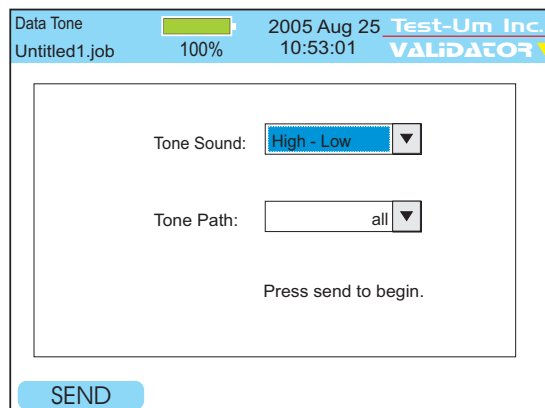 Data Tone
2005 Aug 25
Test-Um Inc.
Untitled1.job
100%
10:53:01
VALiDATOR
Tone Sound:
High - Low
Tone Path:
all
Press send to begin.
SEND